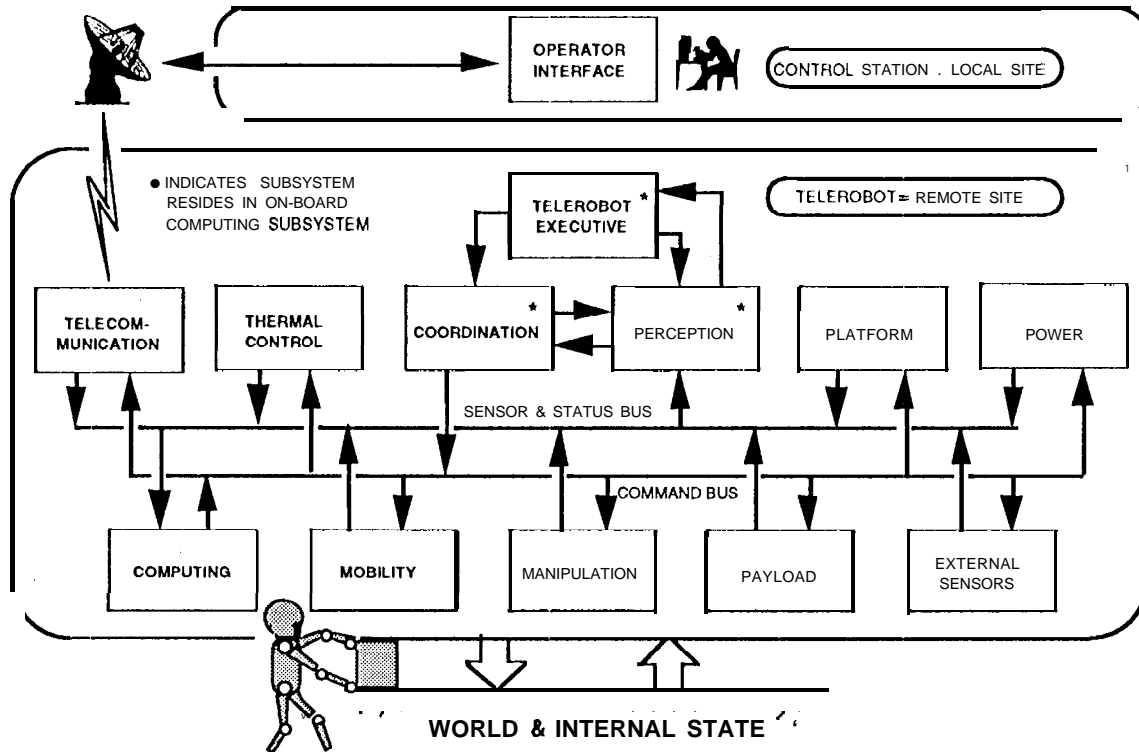 OPERATOR
INTERFACE
CONTROL STATION . LOCAL SITE
● INDICATES SUBSYSTEM
RESIDES IN ON-BOARD
COMPUTING SUBSYSTEM
TELEROBOT *
EXECUTIVE
TELEROBOT = REMOTE SITE
TELECOM-
MUNICATION
THERMAL
CONTROL
*
COORDINATION
*
PERCEPTION
PLATFORM
POWER
SENSOR & STATUS BUS
COMMAND BUS
COMPUTING
MOBILITY
MANIPULATION
PAYLOAD
EXTERNAL
SENSORS
WORLD & INTERNAL STATE